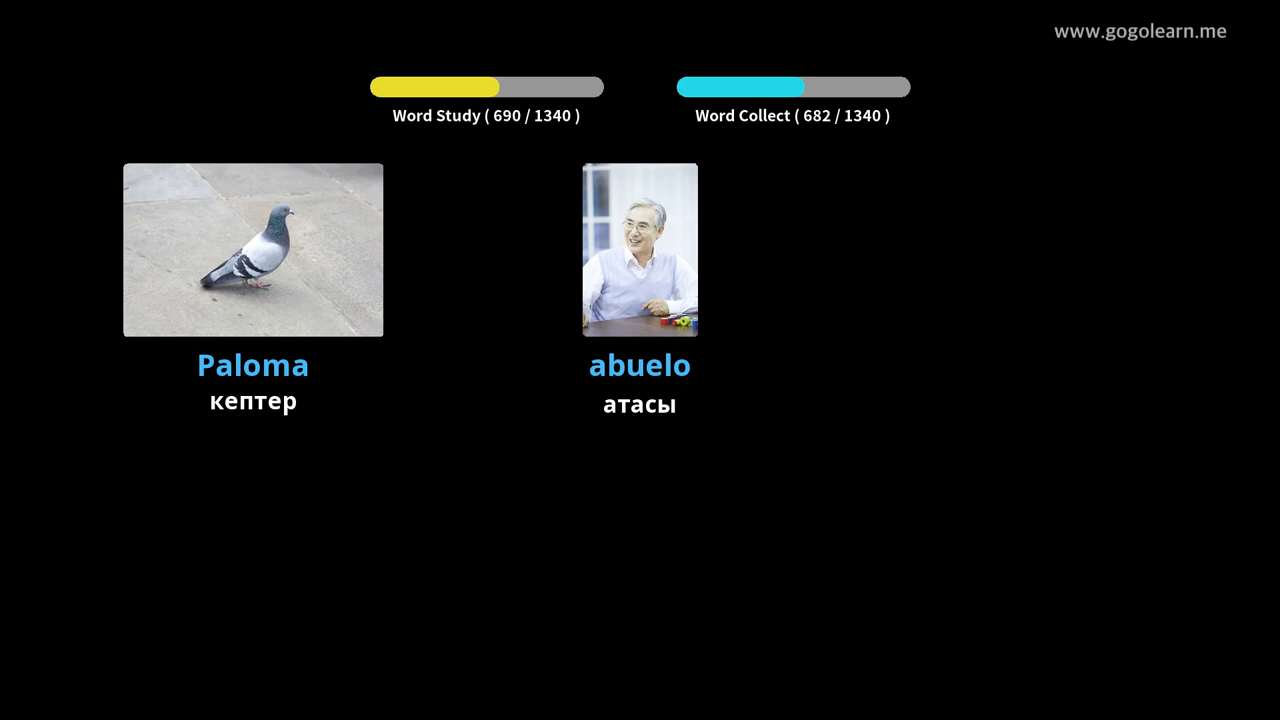 www.gogolearn.me
Word Study ( 690 / 1340 )
Word Collect ( 682 / 1340 )
Paloma
кептер
abuelo
атасы